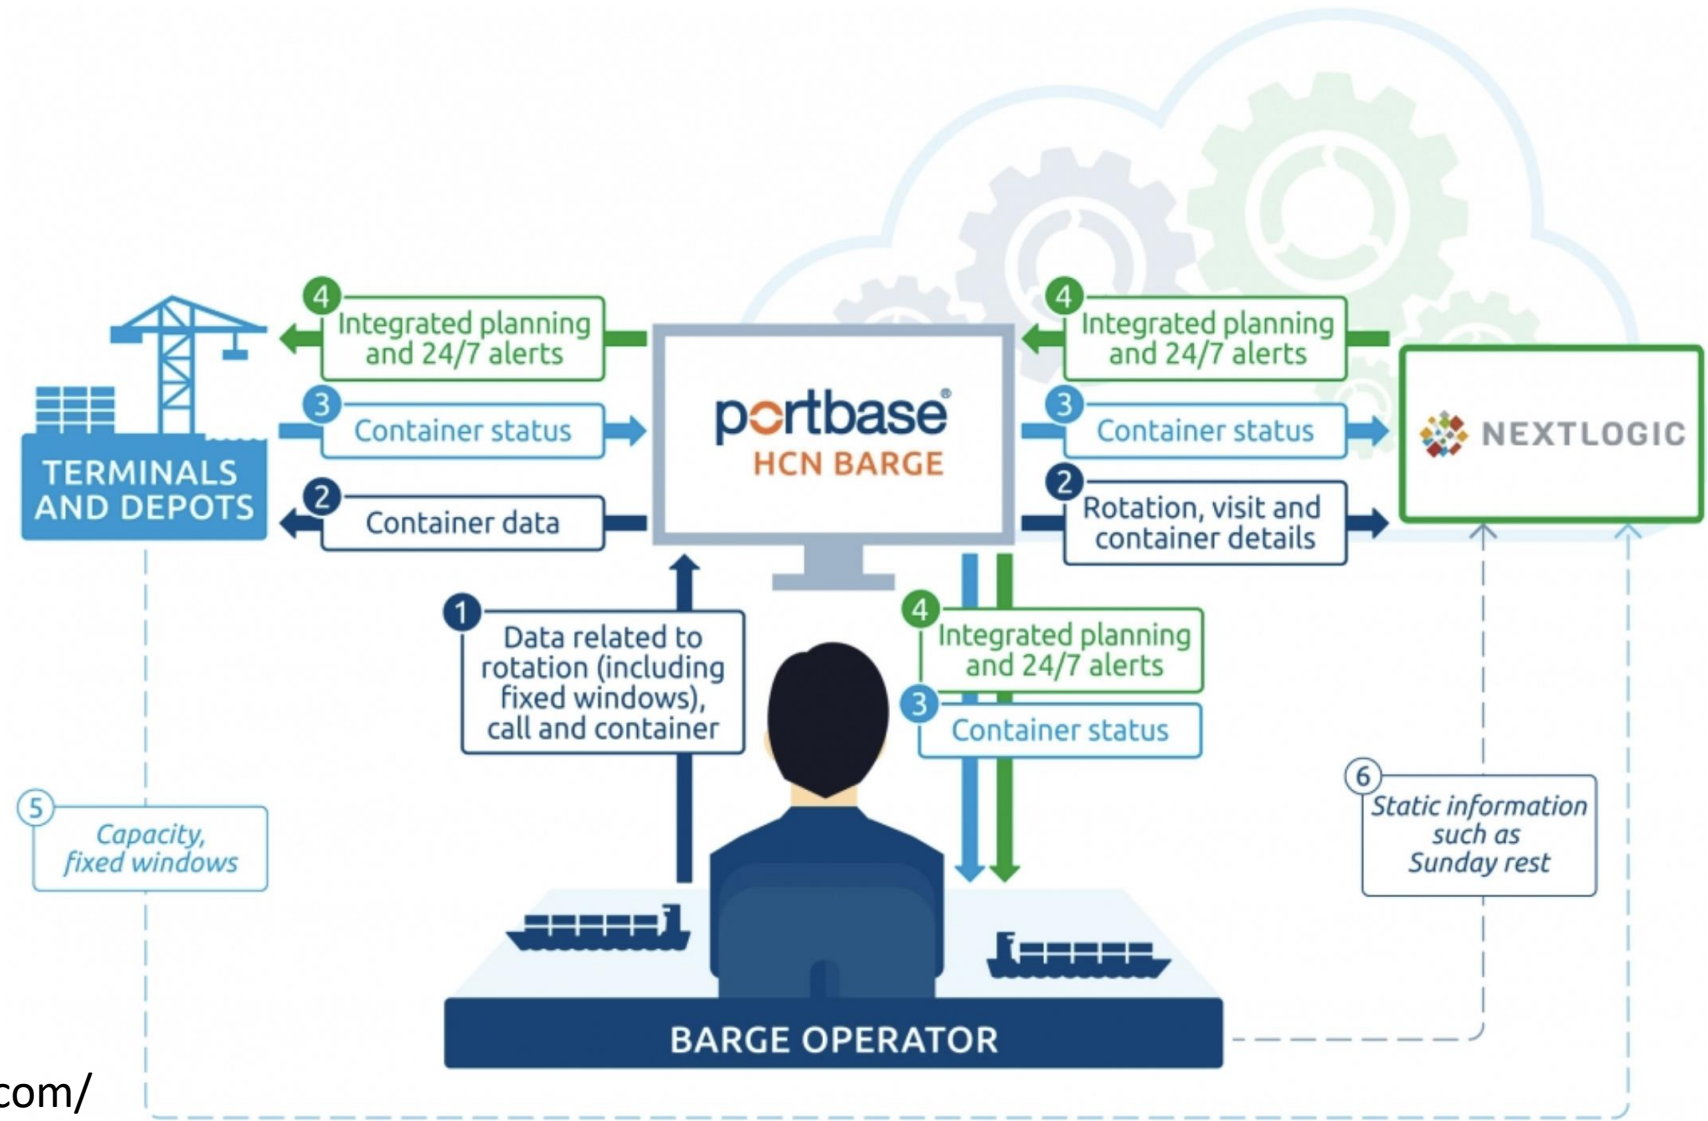 4
Integrated planning
and 24/7 alerts
3
Container status
2
Container data
TERMINALS
AND DEPOTS
portbase®
HCN BARGE
4
Integrated planning
and 24/7 alerts
3
Container status
2
Rotation, visit and
container details
NEXTLOGIC
1
Data related to
rotation (including
fixed windows),
call and container
4
Integrated planning
and 24/7 alerts
3
Container status
5
Capacity,
fixed windows
6
Static information
such as
Sunday rest
BARGE OPERATOR
com/